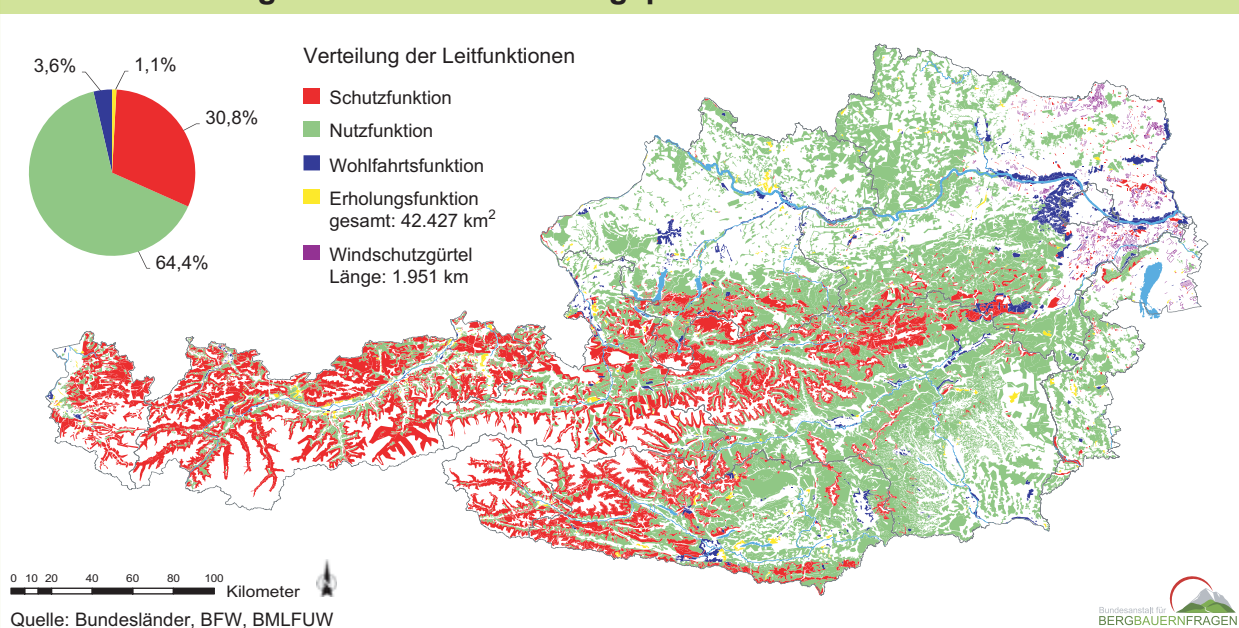 3,6%
1,1%
30,8%
64,4%
Verteilung der Leitfunktionen
Schutzfunktion
Nutzfunktion
Wohlfahrtsfunktion
Erholungsfunktion
gesamt: 42.427 km²
Windschutzgürtel
Länge: 1.951 km
0 10 20 40 60 80 100
Kilometer
Quelle: Bundesländer, BFW, BMLFUW
Bundesanstalt für
BERGBAUERNFRAGEN